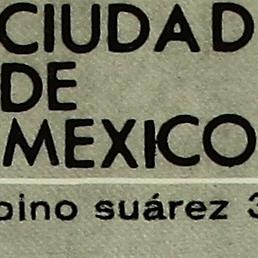 CIUDAD
DE
MEXICO
pino suárez 3